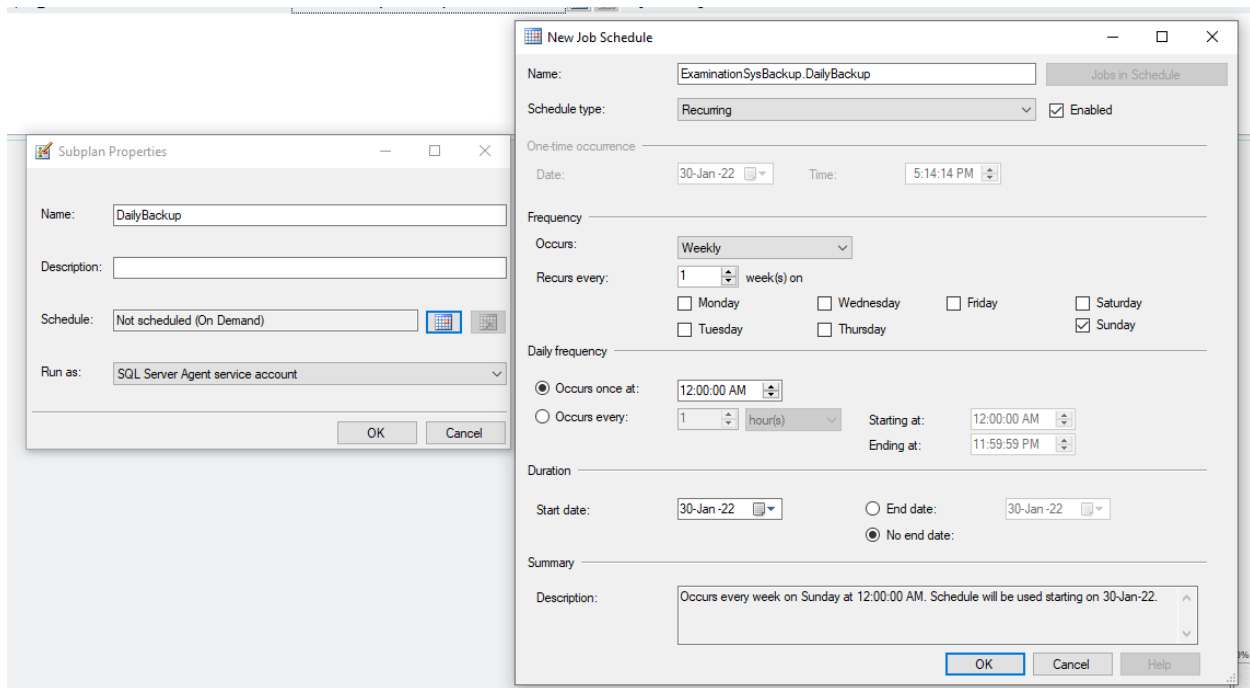 Subplan Properties
Name: DailyBackup
Description:
Schedule: Not scheduled (On Demand)
Run as: SQL Server Agent service account
OK Cancel
New Job Schedule
Name: ExaminationSysBackup.DailyBackup Jobs in Schedule
Schedule type: Recurring Enabled
One-time occurrence
Date: 30-Jan -22 Time: 5:14:14 PM
Frequency
Occurs: Weekly
Recurs every: 1 week(s) on
Monday Wednesday Friday Saturday
Tuesday Thursday Sunday
Daily frequency
Occurs once at: 12:00:00 AM
Occurs every: 1 hour(s) Starting at: 12:00:00 AM
Ending at: 11:59:59 PM
Duration
Start date: 30-Jan -22 End date: 30-Jan -22
No end date:
Summary
Description: Occurs every week on Sunday at 12:00:00 AM. Schedule will be used starting on 30-Jan-22.
OK Cancel Help